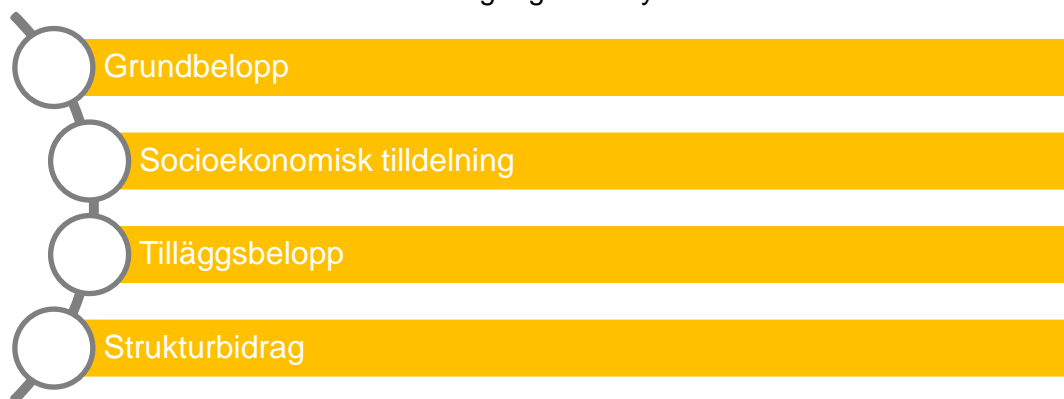 Grundbelopp
Socioekonomisk tilldelning
Tilläggsbelopp
Strukturbidrag